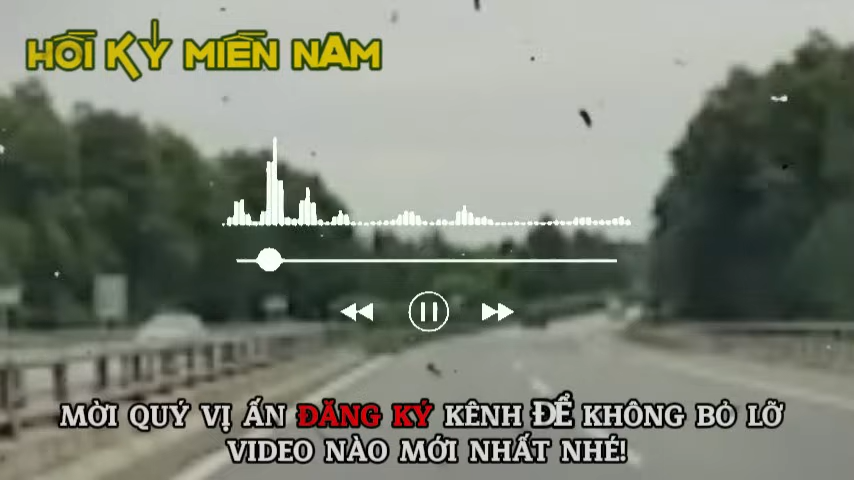 HỒI KÝ MIỀN NAM
MỜI QUÝ VỊ ẤN ĐĂNG KÝ KÊNH ĐỂ KHÔNG BỎ LỠ
VIDEO NÀO MỚI NHẤT NHÉ!